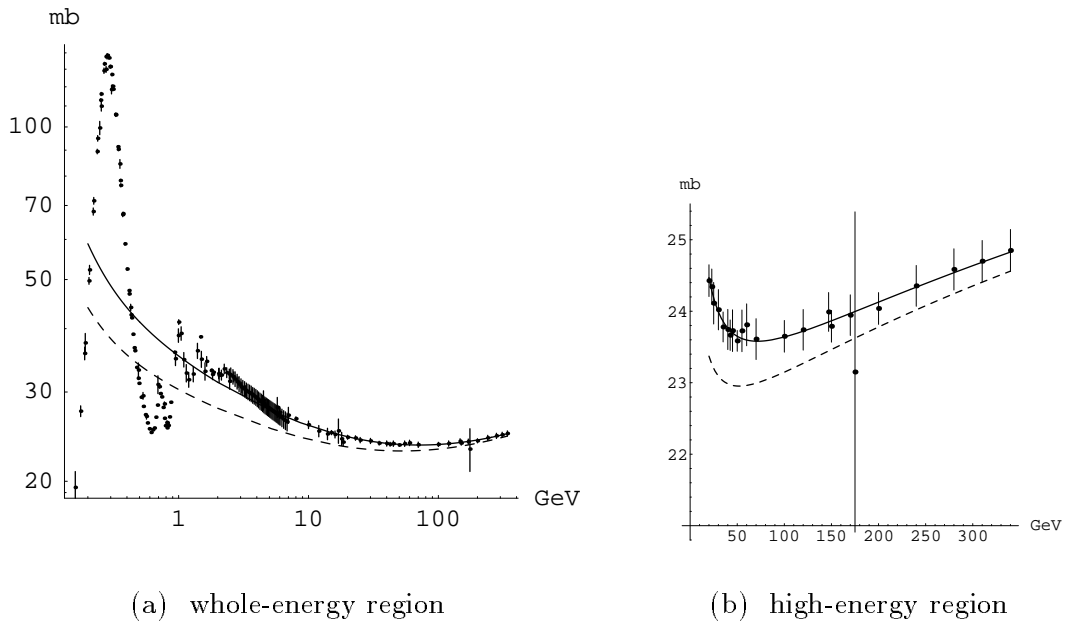 mb
100
70
50
30
20
1 10 100
GeV
mb
25
24
23
22
50 100 150 200 250 300
GeV
(a) whole-energy region
(b) high-energy region